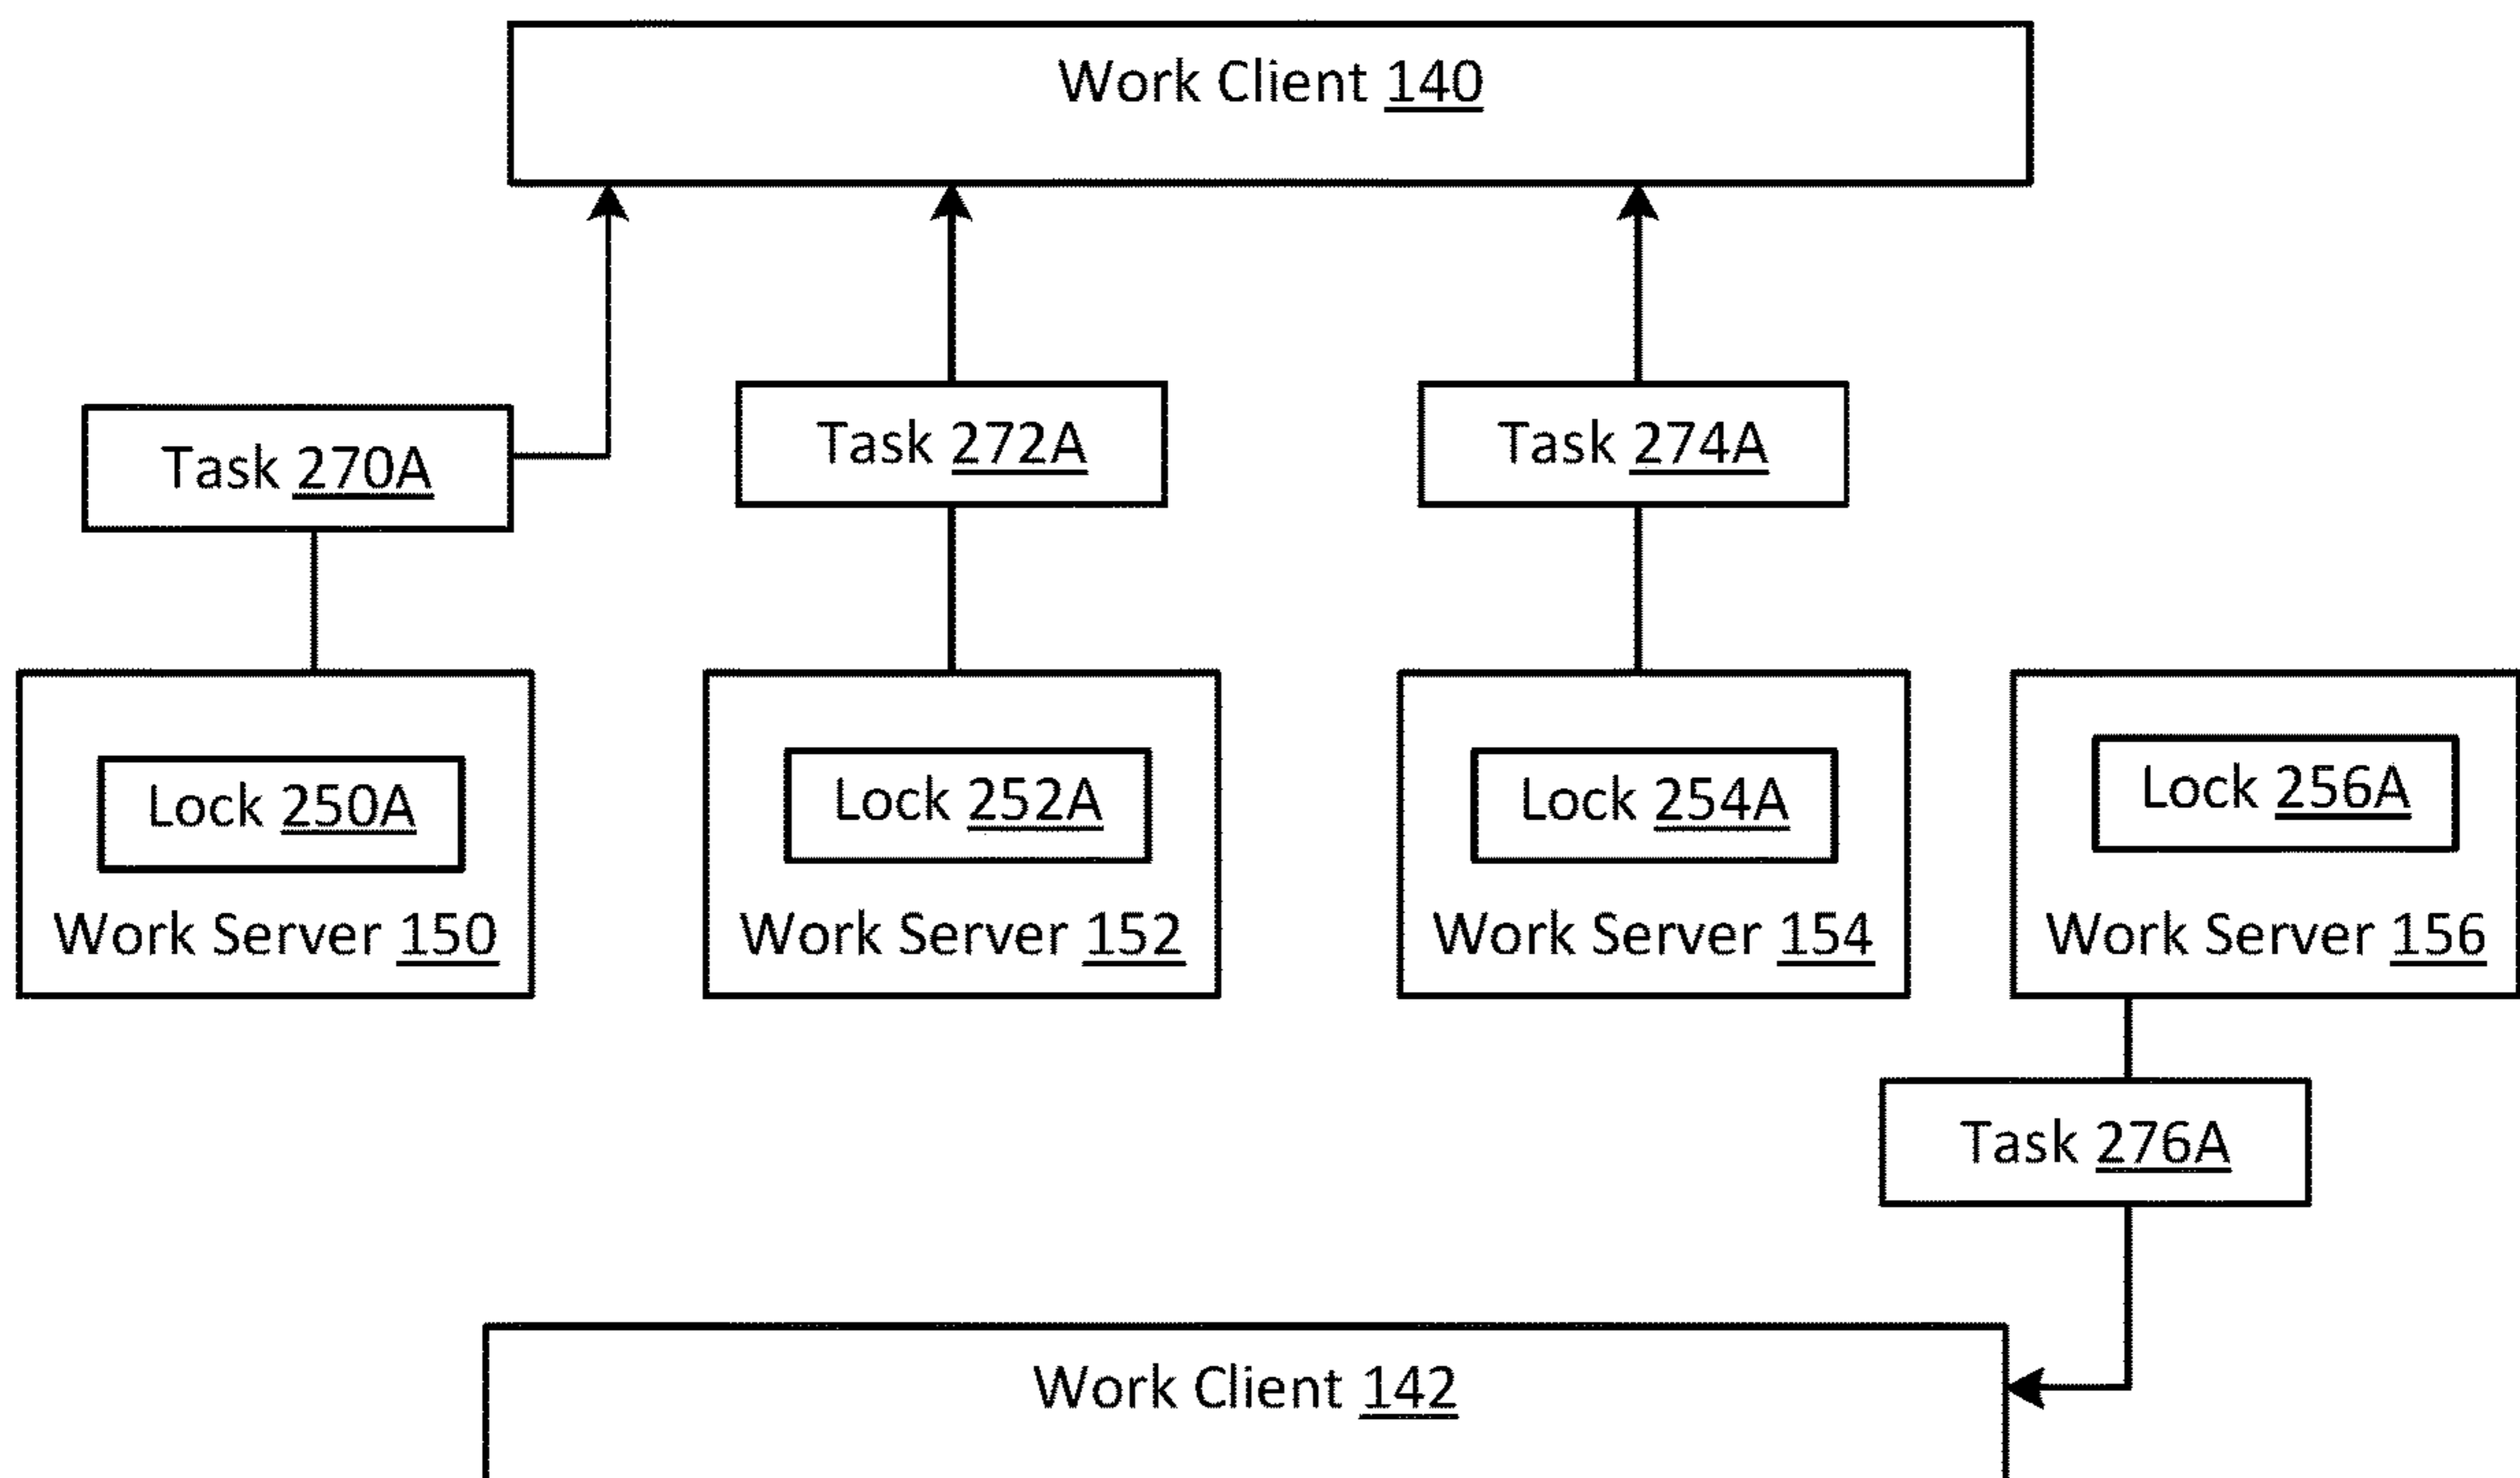 Work Client 140
Task 270A
Task 272A
Task 274A
Lock 250A
Work Server 150
Lock 252A
Work Server 152
Lock 254A
Work Server 154
Lock 256A
Work Server 156
Task 276A
Work Client 142